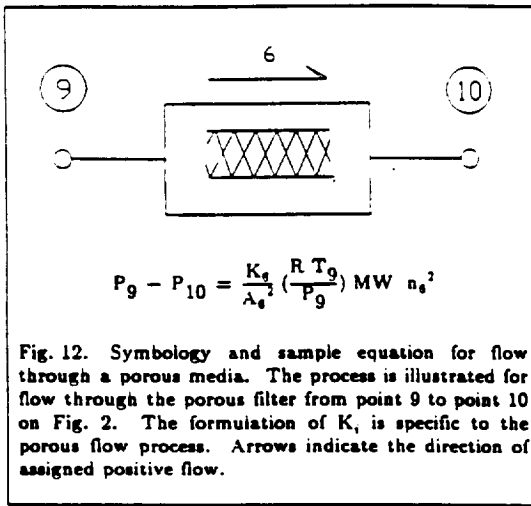 6
9 10
P₉ − P₁₀ = K₆/A₆² (R T₉/P₉) MW n₆²
Fig. 12. Symbology and sample equation for flow
through a porous media. The process is illustrated for
flow through the porous filter from point 9 to point 10
on Fig. 2. The formulation of Kᵢ is specific to the
porous flow process. Arrows indicate the direction of
assigned positive flow.